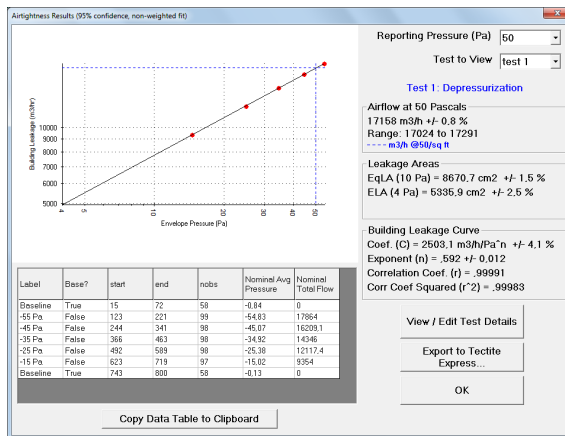 Airtightness Results (95% confidence, non-weighted fit)
Reporting Pressure (Pa) 50
Test to View test 1
Test 1: Depressurization
Airflow at 50 Pascals
17158 m3/h +/- 0,8 %
Range: 17024 to 17291
---- m3/h @50/sq ft
Leakage Areas
EqLA (10 Pa) = 8670,7 cm2 +/- 1,5 %
ELA (4 Pa) = 5335,9 cm2 +/- 2,5 %
Building Leakage Curve
Coef. (C) = 2503,1 m3/h/Pa^n +/- 4,1 %
Exponent (n) = ,592 +/- 0,012
Correlation Coef. (r) = ,99991
Corr Coef Squared (r^2) = ,99983
Building Leakage (m3/hr)
10000
9000
8000
7000
6000
5000
4 5 10 20 30 40 50
Envelope Pressure (Pa)
Label Base? start end nobs Nominal Avg Pressure Nominal Total Flow
Baseline True 15 72 58 -0,84 0
-55 Pa False 123 221 99 -54,83 17864
-45 Pa False 244 341 98 -45,07 16209,1
-35 Pa False 366 463 98 -34,92 14346
-25 Pa False 492 589 98 -25,38 12117,4
-15 Pa False 623 719 97 -15,02 9354
Baseline True 743 800 58 -0,13 0
View / Edit Test Details
Export to Tectite
Express...
OK
Copy Data Table to Clipboard